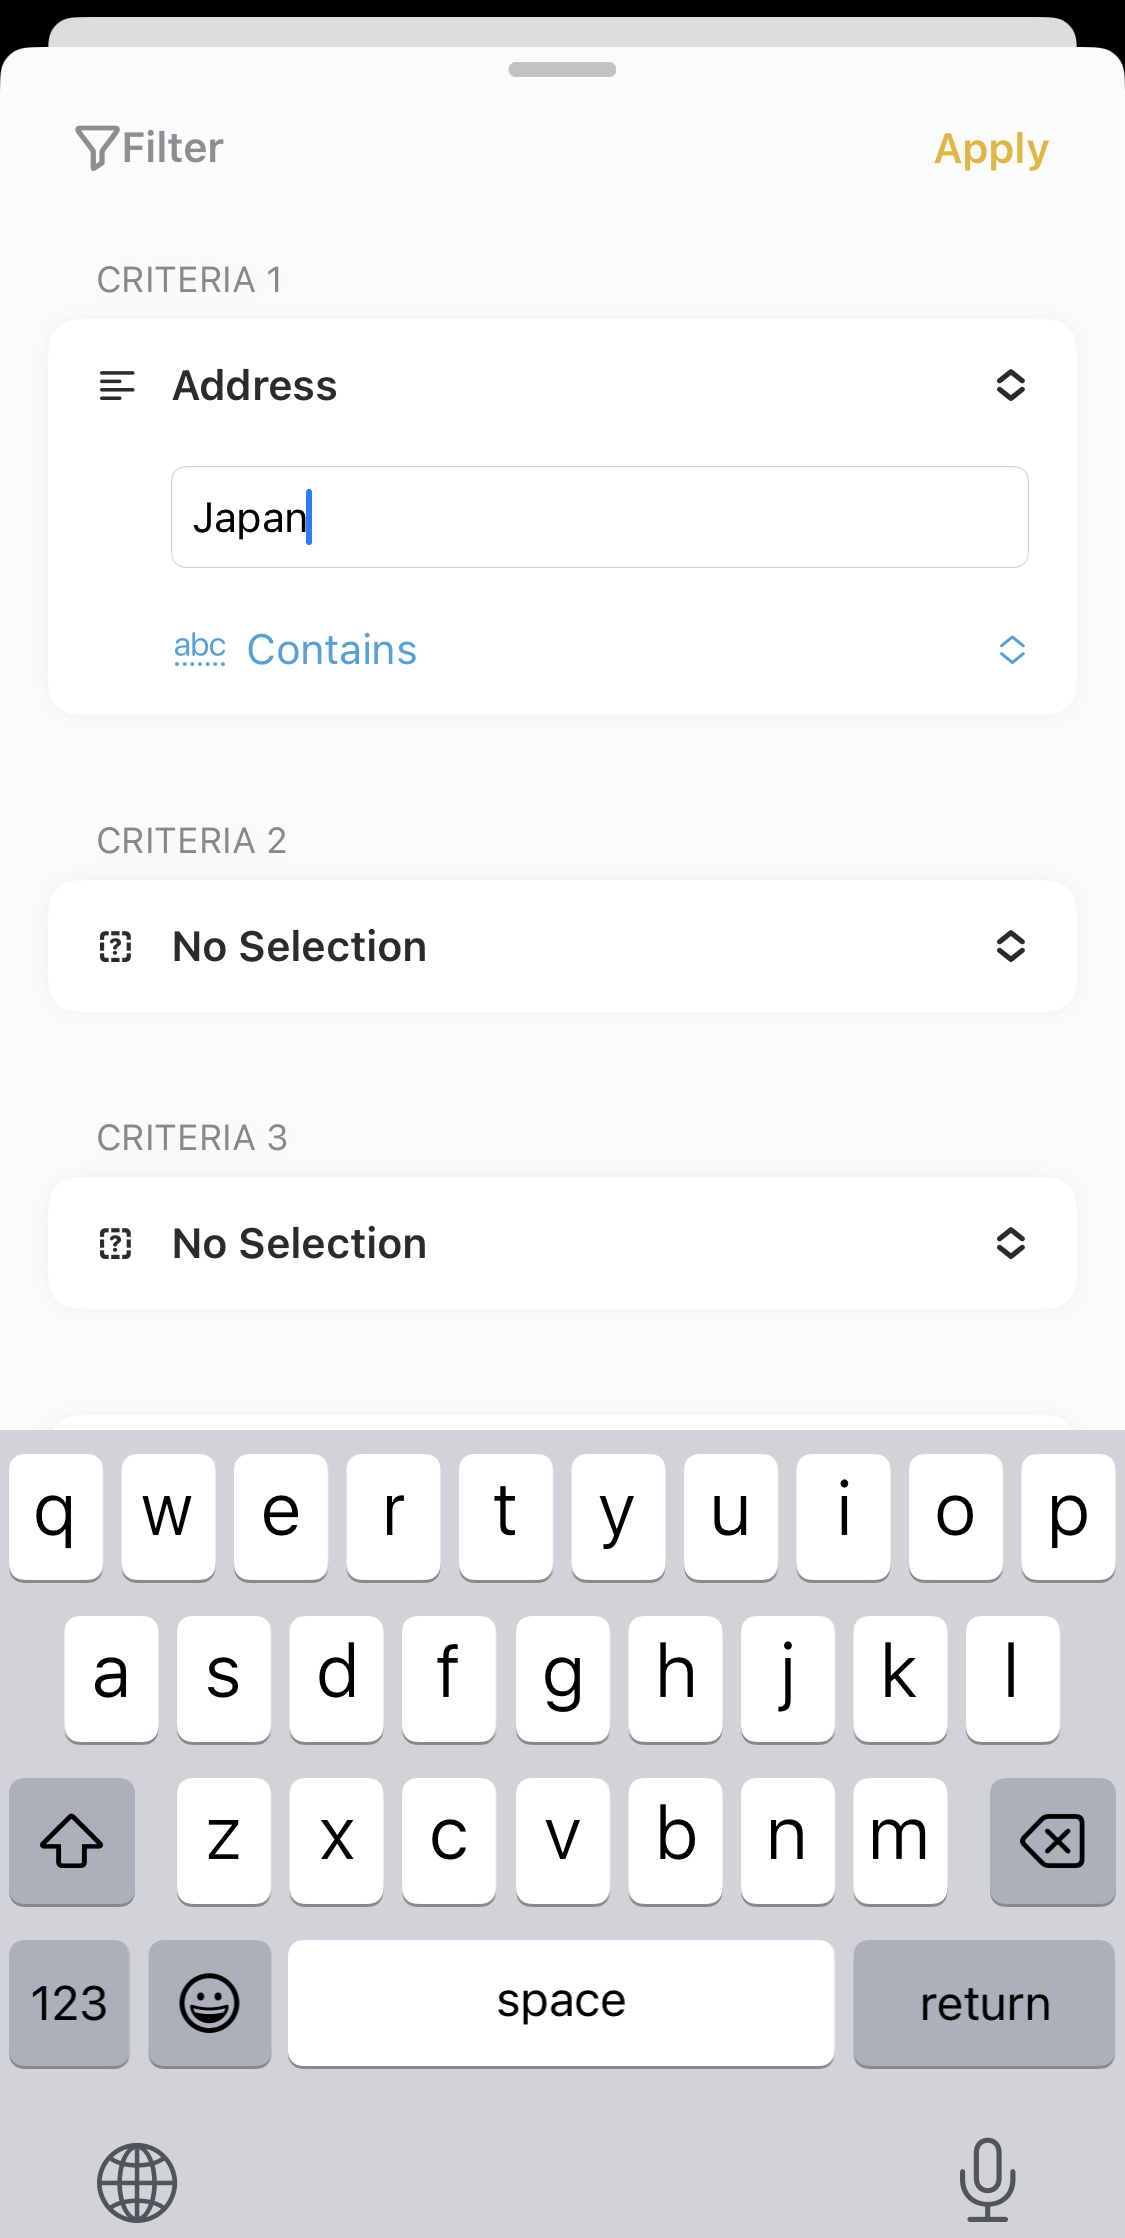 Filter Apply
CRITERIA 1
Address
Japan
abc Contains
CRITERIA 2
No Selection
CRITERIA 3
No Selection
q w e r t y u i o p
a s d f g h j k l
z x c v b n m
123 space return